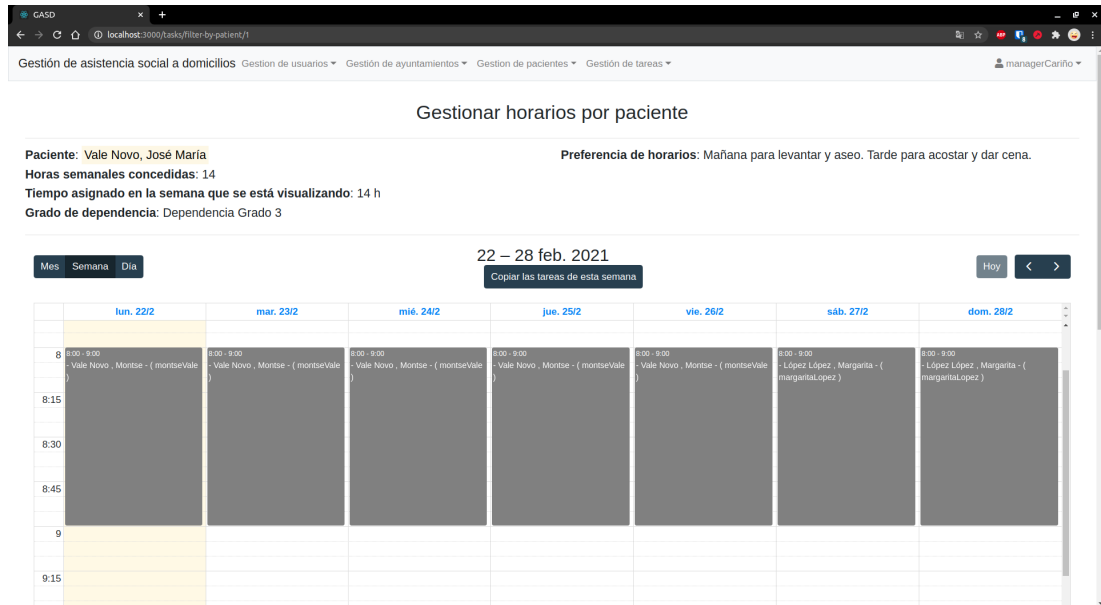 GASD
localhost:3000/tasks/filter-by-patient/1
Gestión de asistencia social a domicilios Gestion de usuarios Gestión de ayuntamientos Gestion de pacientes Gestión de tareas managerCariño
Gestionar horarios por paciente
Paciente: Vale Novo, José María
Preferencia de horarios: Mañana para levantar y aseo. Tarde para acostar y dar cena.
Horas semanales concedidas: 14
Tiempo asignado en la semana que se está visualizando: 14 h
Grado de dependencia: Dependencia Grado 3
22 – 28 feb. 2021
Mes Semana Día
Copiar las tareas de esta semana
Hoy
lun. 22/2 mar. 23/2 mié. 24/2 jue. 25/2 vie. 26/2 sáb. 27/2 dom. 28/2
8
8:00 - 9:00
- Vale Novo , Montse - ( montseVale
)
8:00 - 9:00
- Vale Novo , Montse - ( montseVale
)
8:00 - 9:00
- Vale Novo , Montse - ( montseVale
)
8:00 - 9:00
- Vale Novo , Montse - ( montseVale
)
8:00 - 9:00
- Vale Novo , Montse - ( montseVale
)
8:00 - 9:00
- López López , Margarita - (
margaritaLopez )
8:00 - 9:00
- López López , Margarita - (
margaritaLopez )
8:15
8:30
8:45
9
9:15